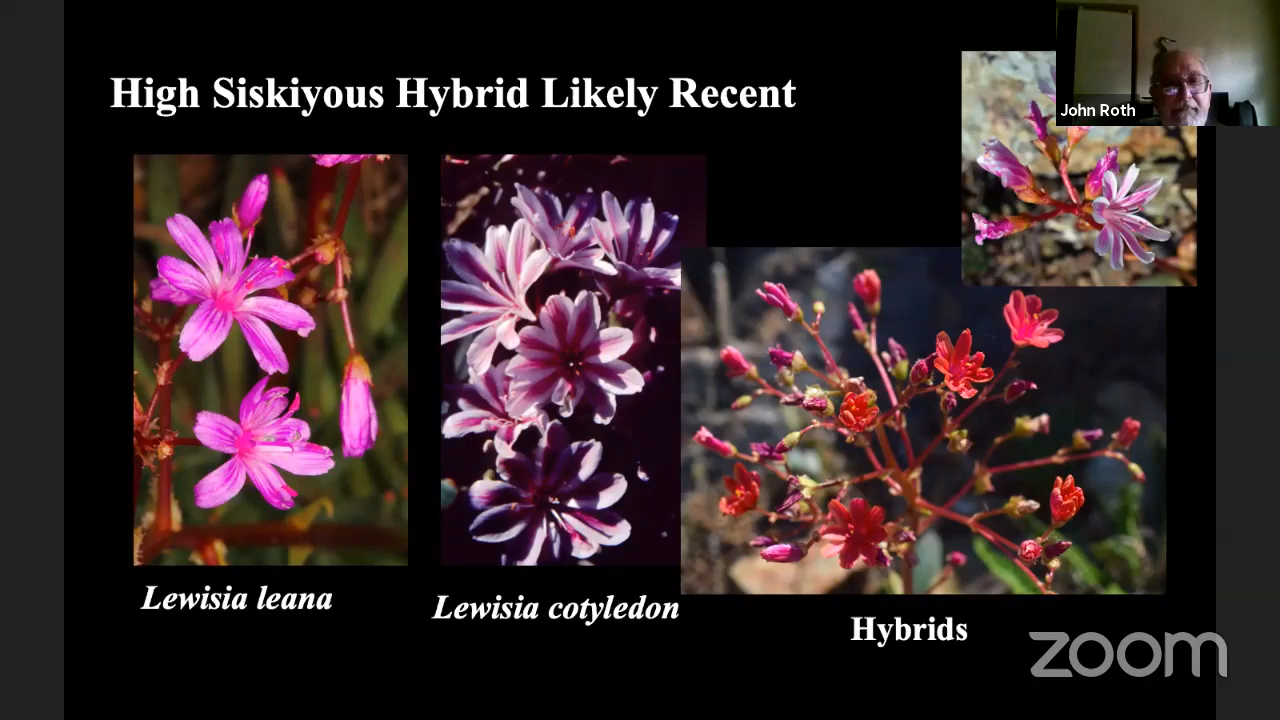 High Siskiyous Hybrid Likely Recent
John Roth
Lewisia leana
Lewisia cotyledon
Hybrids
zoom